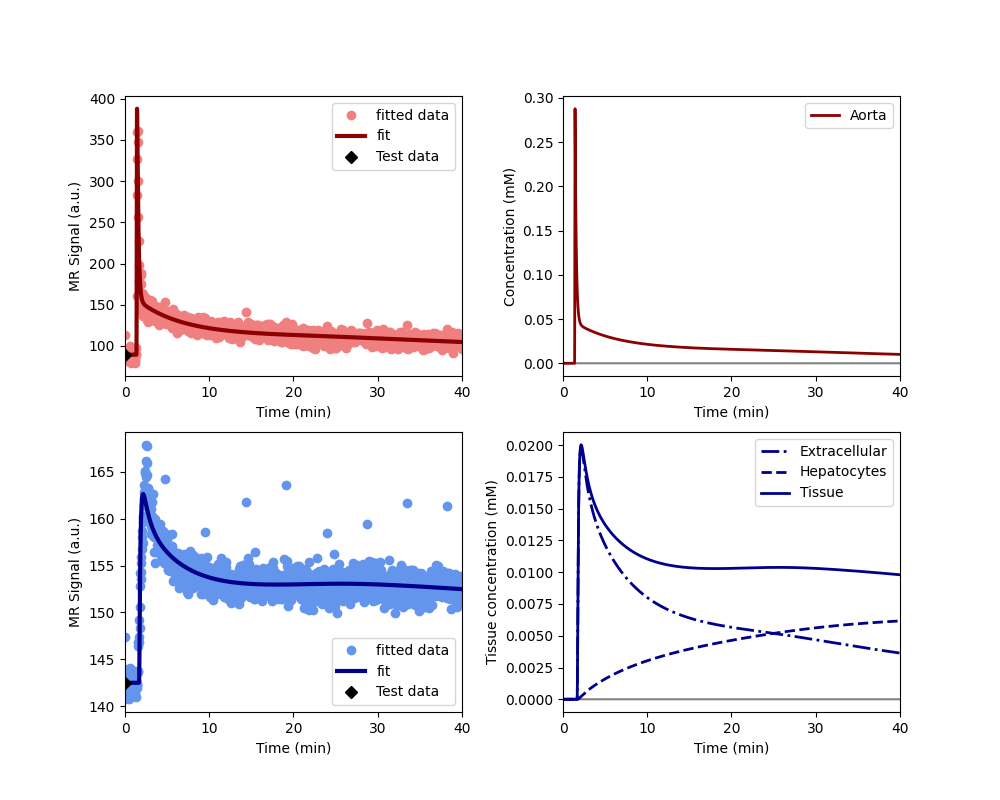 400
350
300
250
200
150
100
MR Signal (a.u.)
fitted data
fit
Test data
0
10
20
30
40
Time (min)
0.30
0.25
0.20
0.15
0.10
0.05
0.00
Concentration (mM)
Aorta
0
10
20
30
40
Time (min)
165
160
155
150
145
140
MR Signal (a.u.)
fitted data
fit
Test data
0
10
20
30
40
Time (min)
0.0200
0.0175
0.0150
0.0125
0.0100
0.0075
0.0050
0.0025
0.0000
Tissue concentration (mM)
Extracellular
Hepatocytes
Tissue
0
10
20
30
40
Time (min)